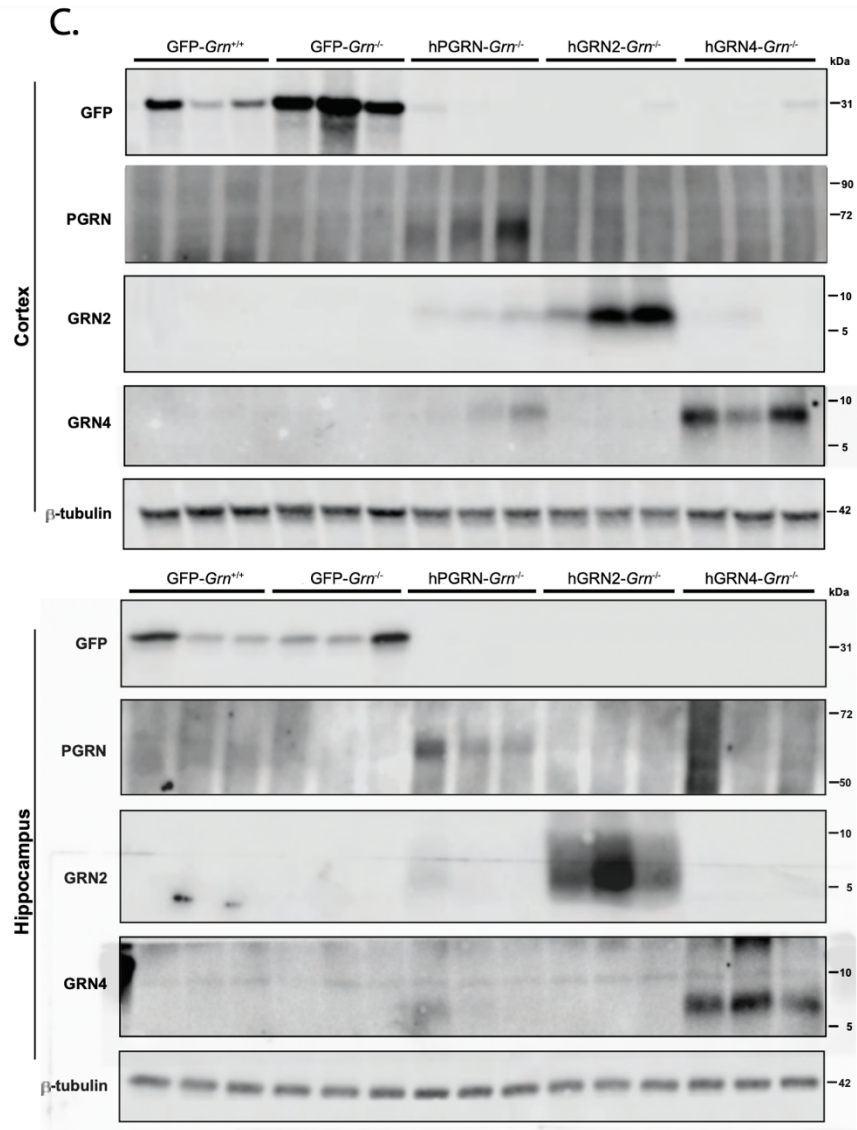 C.
GFP-Grn+/+ GFP-Grn-/- hPGRN-Grn-/- hGRN2-Grn-/- hGRN4-Grn-/-
kDa
GFP 31
90
PGRN 72
10
GRN2 5
10
GRN4 5
β-tubulin 42
Cortex
GFP-Grn+/+ GFP-Grn-/- hPGRN-Grn-/- hGRN2-Grn-/- hGRN4-Grn-/-
kDa
GFP 31
72
PGRN
50
10
GRN2 5
GRN4 10
5
β-tubulin 42
Hippocampus